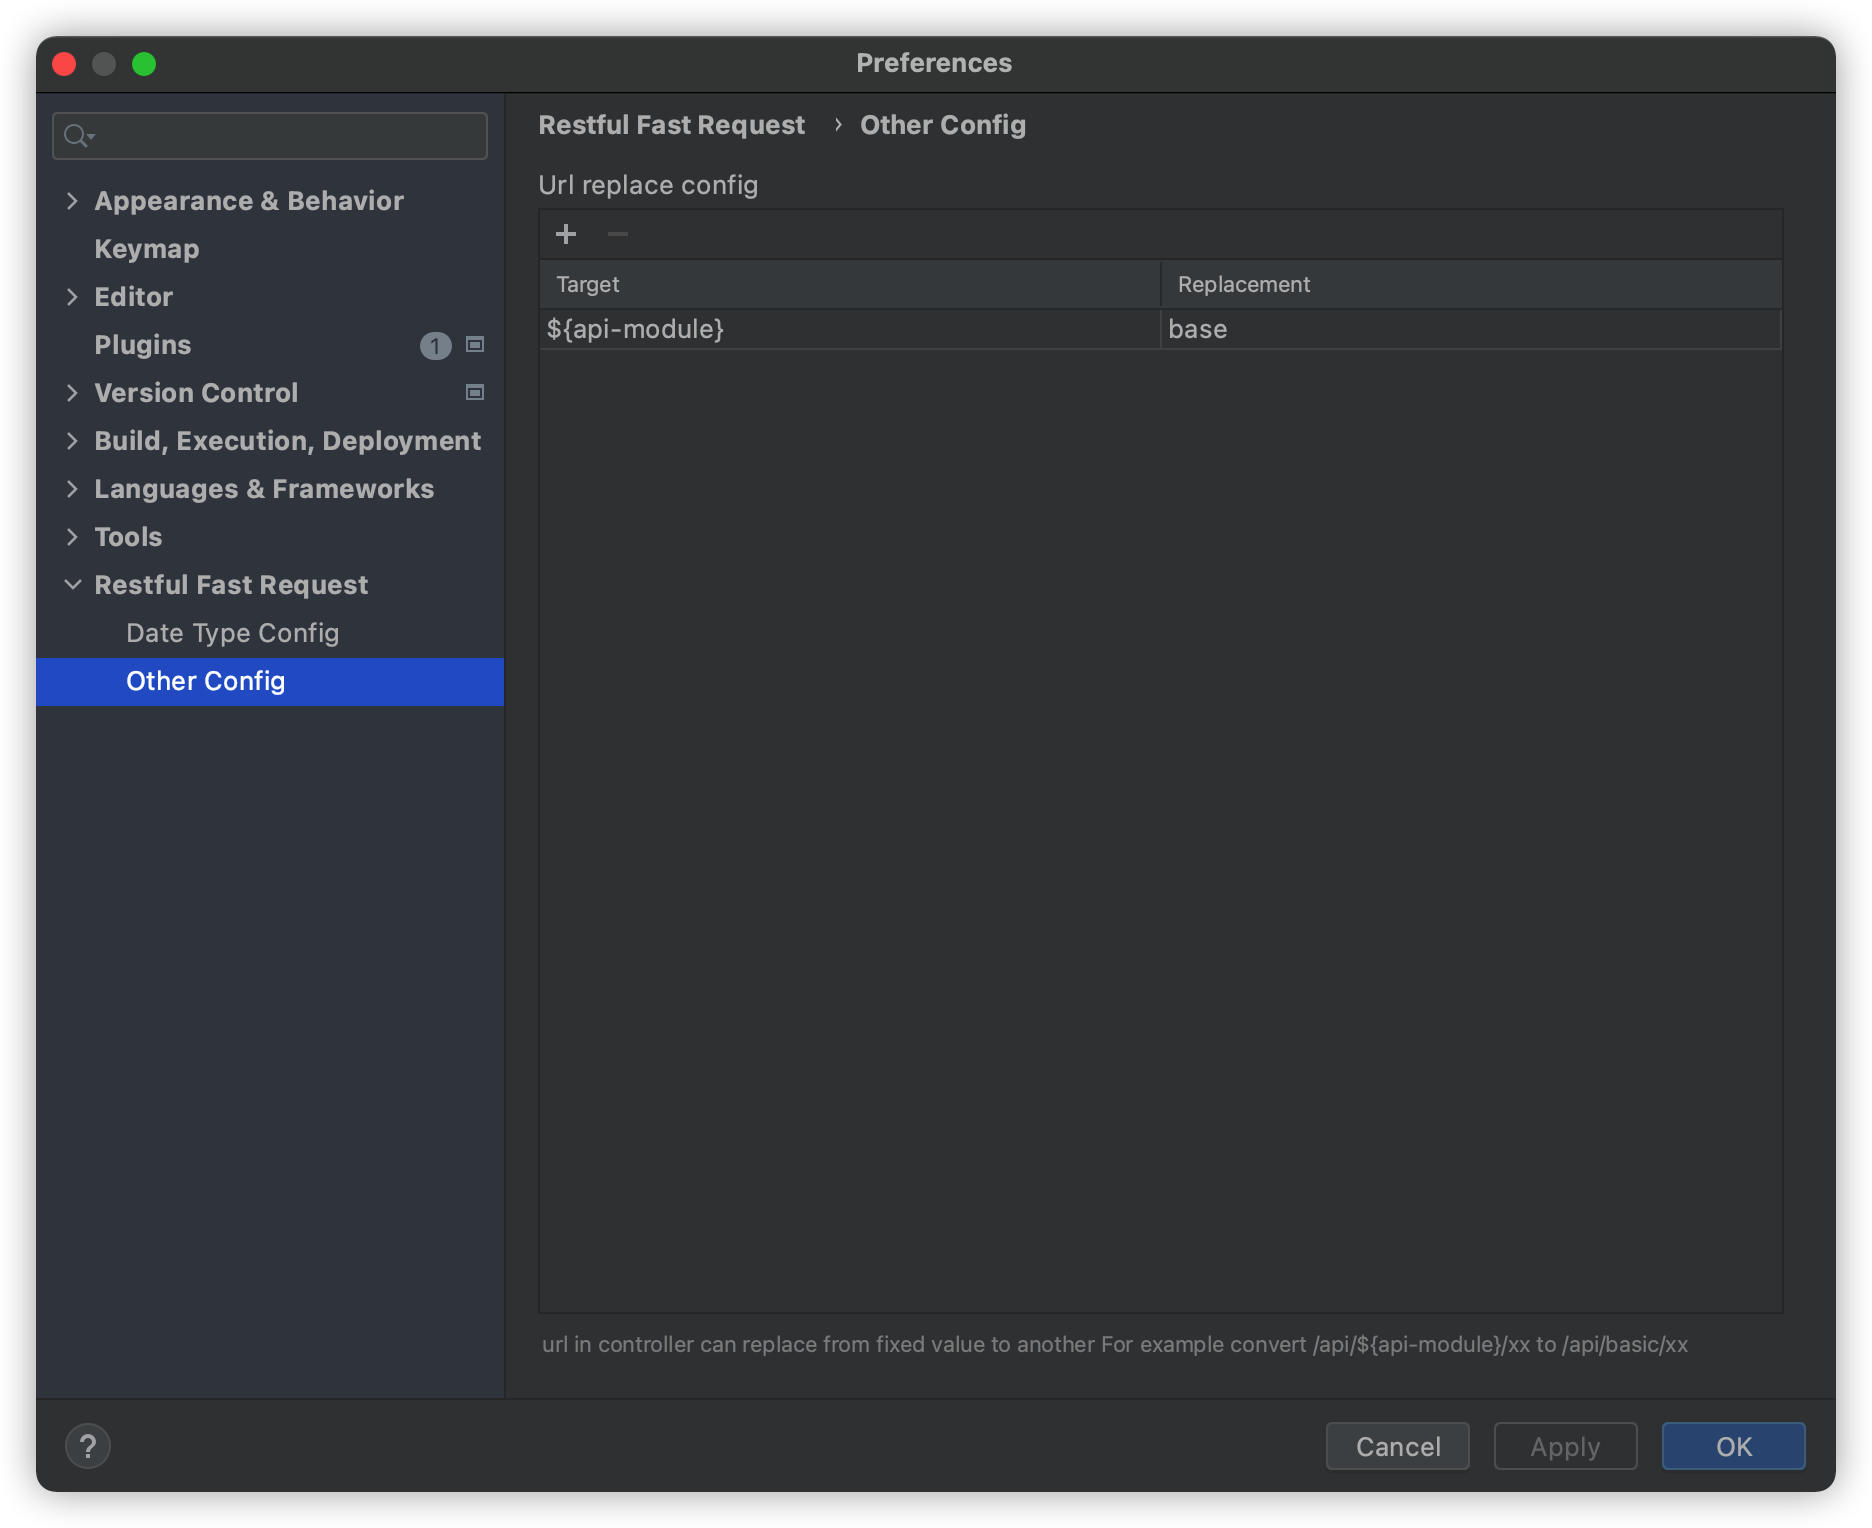 Preferences
Appearance & Behavior
Keymap
Editor
Plugins 1
Version Control
Build, Execution, Deployment
Languages & Frameworks
Tools
Restful Fast Request
Date Type Config
Other Config
Restful Fast Request › Other Config
Url replace config
Target Replacement
${api-module} base
url in controller can replace from fixed value to another For example convert /api/${api-module}/xx to /api/basic/xx
? Cancel Apply OK